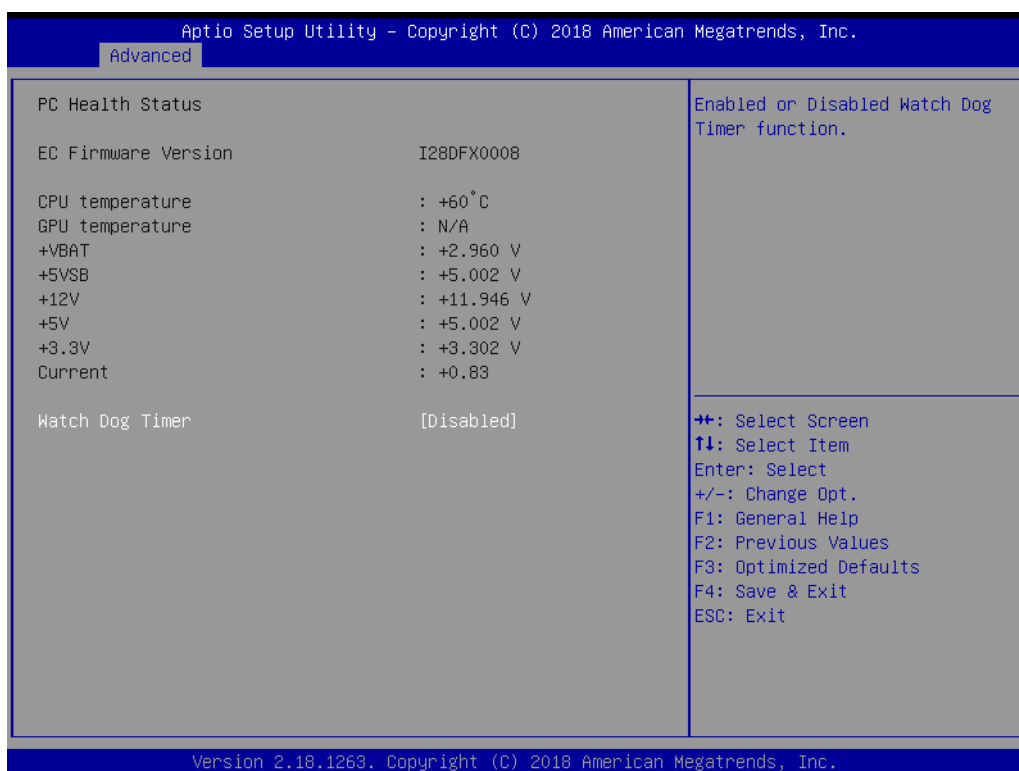 Aptio Setup Utility – Copyright (C) 2018 American Megatrends, Inc.
Advanced
PC Health Status
EC Firmware Version I28DFX0008
CPU temperature : +60°C
GPU temperature : N/A
+VBAT : +2.960 V
+5VSB : +5.002 V
+12V : +11.946 V
+5V : +5.002 V
+3.3V : +3.302 V
Current : +0.83
Watch Dog Timer [Disabled]
Enabled or Disabled Watch Dog
Timer function.
→←: Select Screen
↑↓: Select Item
Enter: Select
+/-: Change Opt.
F1: General Help
F2: Previous Values
F3: Optimized Defaults
F4: Save & Exit
ESC: Exit
Version 2.18.1263. Copyright (C) 2018 American Megatrends, Inc.